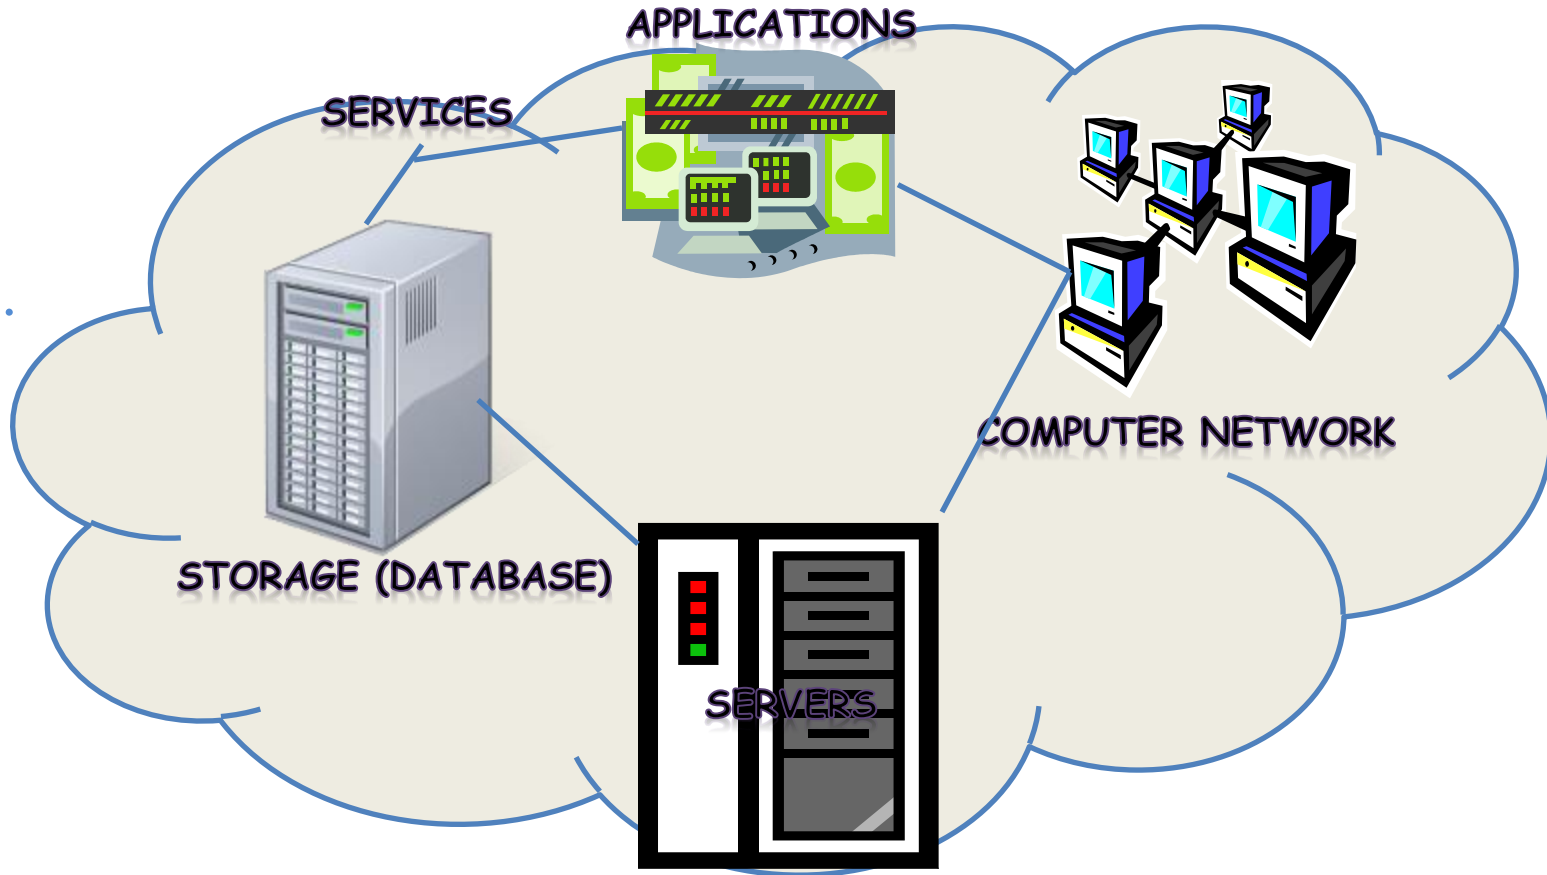 APPLICATIONS
SERVICES
COMPUTER NETWORK
STORAGE (DATABASE)
SERVERS